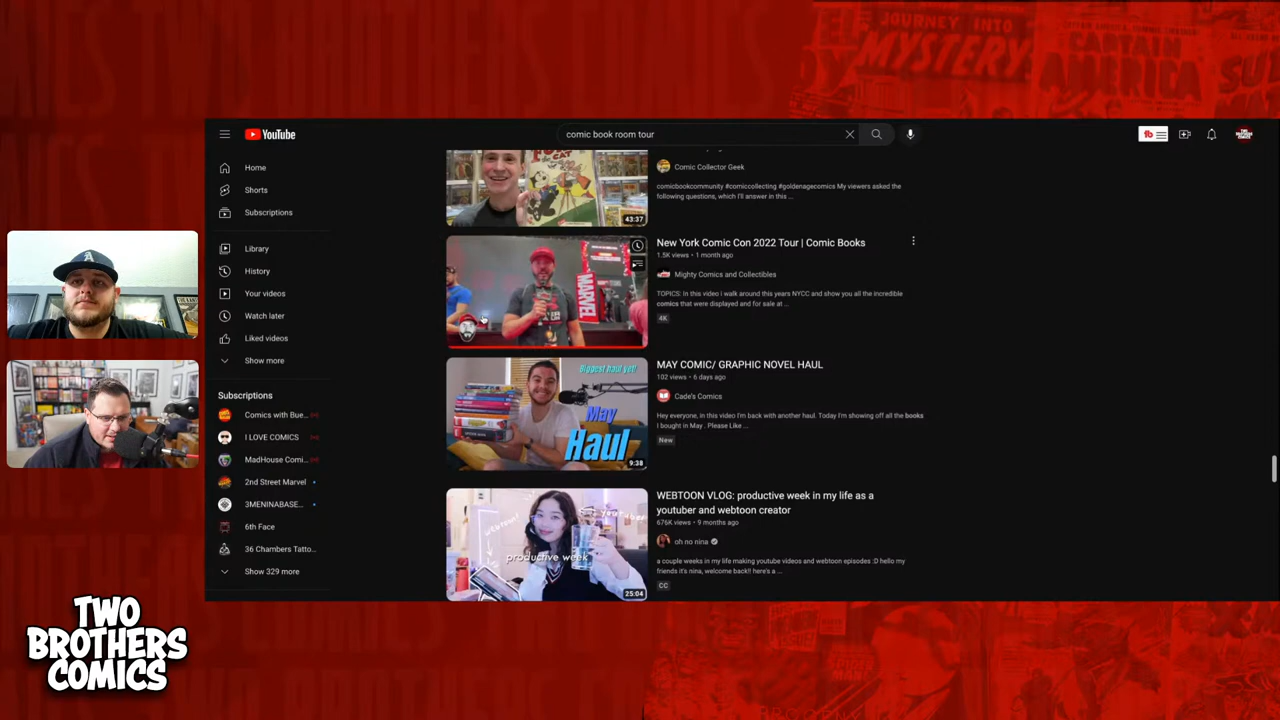 JOURNEY INTO
MYSTERY
CAPTAIN
AMERICA
YouTube
comic book room tour
Home
Shorts
Subscriptions
Library
History
Your videos
Watch later
Liked videos
Show more
Subscriptions
Comics with Bue...
I LOVE COMICS
MadHouse Comi...
2nd Street Marvel
3MENINABASE...
6th Face
36 Chambers Tatto...
Show 329 more
43:37
Comic Collector Geek
comicbookcommunity #comiccollecting #goldenagecomics My viewers asked the
following questions, which I'll answer in this ...
MARVEL
New York Comic Con 2022 Tour | Comic Books
1.5K views • 1 month ago
Mighty Comics and Collectibles
TOPICS: In this video i walk around this years NYCC and show you all the incredible
comics that were displayed and for sale at ...
4K
Biggest haul yet!
May
Haul
9:38
MAY COMIC/ GRAPHIC NOVEL HAUL
102 views • 6 days ago
Cade's Comics
Hey everyone, in this video I'm back with another haul. Today I'm showing off all the books
I bought in May . Please Like ...
New
productive week
25:04
WEBTOON VLOG: productive week in my life as a
youtuber and webtoon creator
676K views • 9 months ago
oh no nina
a couple weeks in my life making youtube videos and webtoon episodes :D hello my
friends it's nina, welcome back!! here's a ...
CC
TWO
BROTHERS
COMICS